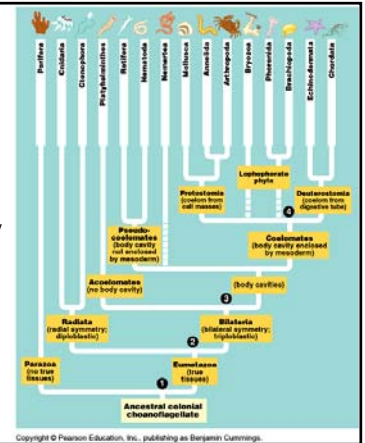 Porifera
Cnidaria
Ctenophora
Platyhelminthes
Rotifera
Nematoda
Nemertea
Mollusca
Annelida
Arthropoda
Bryozoa
Phoronida
Brachiopoda
Echinodermata
Chordata
Lophophorate
phyla
Protostomia
(coelom from
cell masses)
Deuterostomia
(coelom from
digestive tube)
4
Pseudo-
coelomates
(body cavity
not enclosed
by mesoderm)
Coelomates
(body cavity enclosed
by mesoderm)
Acoelomates
(no body cavity)
(body cavities)
3
Radiata
(radial symmetry;
diploblastic)
Bilateria
(bilateral symmetry;
triploblastic)
2
Parazoa
(no true
tissues)
Eumetazoa
(true
tissues)
1
Ancestral colonial
choanoflagellate
Copyright © Pearson Education, Inc., publishing as Benjamin Cummings.